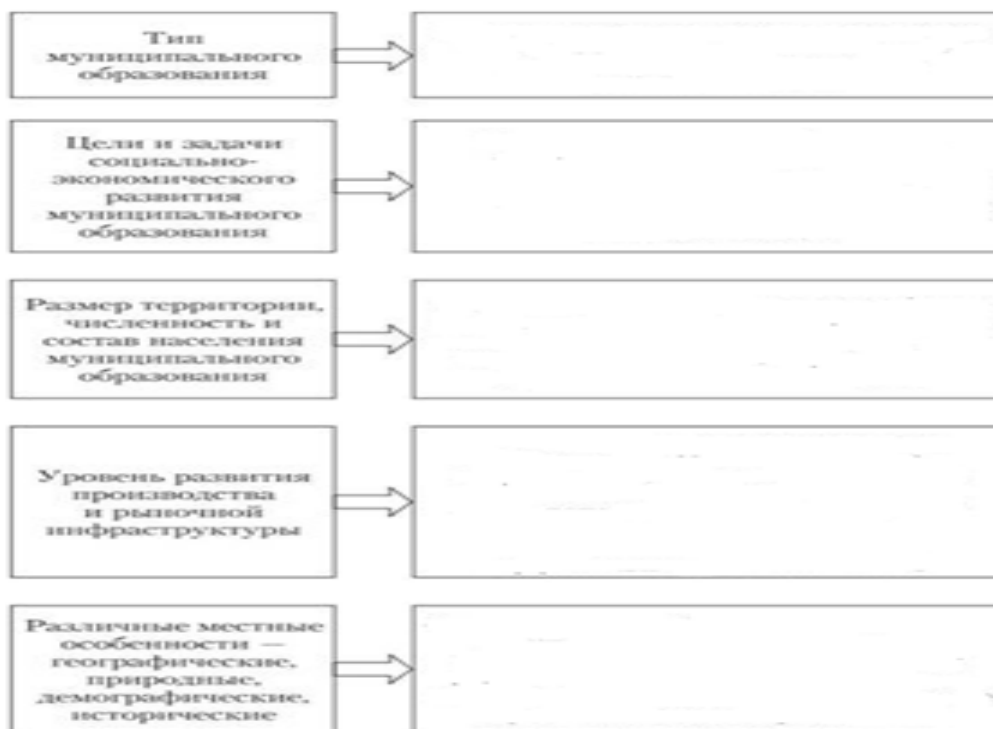 Тип
муниципального
образования
Цели и задачи
социально-
экономического
развития
муниципального
образования
Размер территории,
численность и
состав населения
муниципального
образования
Уровень развития
производства
и рыночной
инфраструктуры
Различные местные
особенности —
географические,
природные,
демографические,
исторические